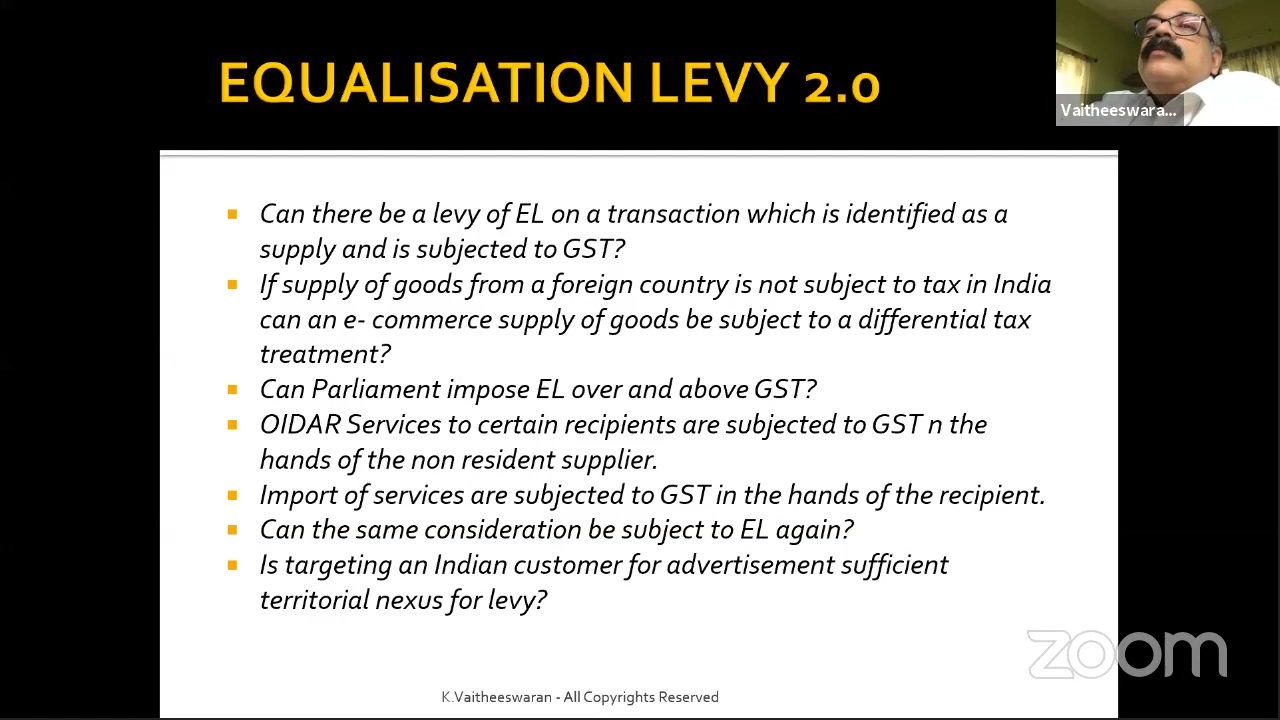 EQUALISATION LEVY 2.0
Vaitheeswara...
Can there be a levy of EL on a transaction which is identified as a
supply and is subjected to GST?
If supply of goods from a foreign country is not subject to tax in India
can an e- commerce supply of goods be subject to a differential tax
treatment?
Can Parliament impose EL over and above GST?
OIDAR Services to certain recipients are subjected to GST n the
hands of the non resident supplier.
Import of services are subjected to GST in the hands of the recipient.
Can the same consideration be subject to EL again?
Is targeting an Indian customer for advertisement sufficient
territorial nexus for levy?
zoom
K.Vaitheeswaran - All Copyrights Reserved